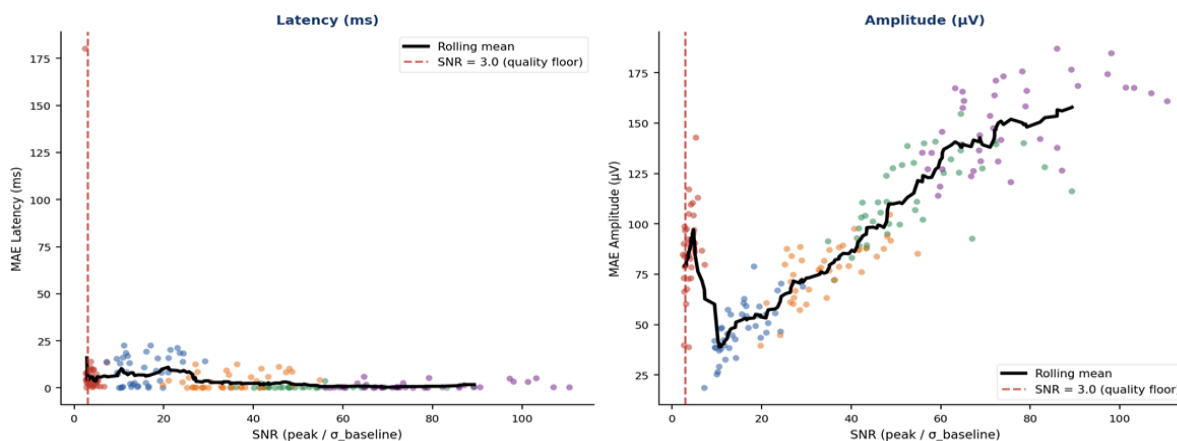 Latency (ms)
Rolling mean
SNR = 3.0 (quality floor)
MAE Latency (ms)
175
150
125
100
75
50
25
0
0
20
40
60
80
100
SNR (peak / σ_baseline)
Amplitude (µV)
MAE Amplitude (µV)
175
150
125
100
75
50
25
Rolling mean
SNR = 3.0 (quality floor)
0
20
40
60
80
100
SNR (peak / σ_baseline)